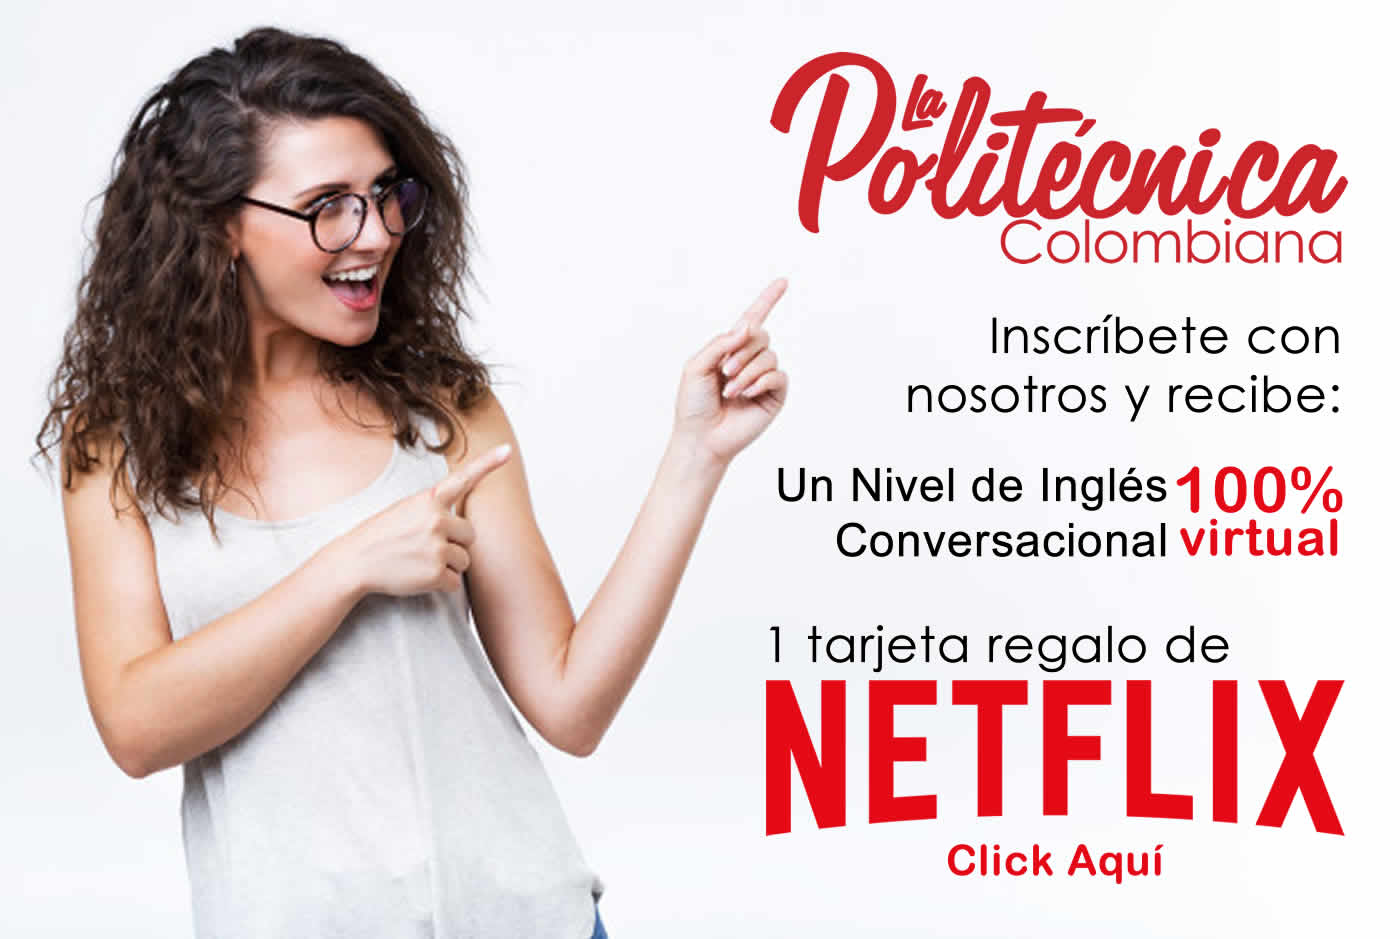 La
Politécnica
Colombiana
Inscríbete con
nosotros y recibe:
Un Nivel de Inglés 100%
Conversacional virtual
1 tarjeta regalo de
NETFLIX
Click Aquí